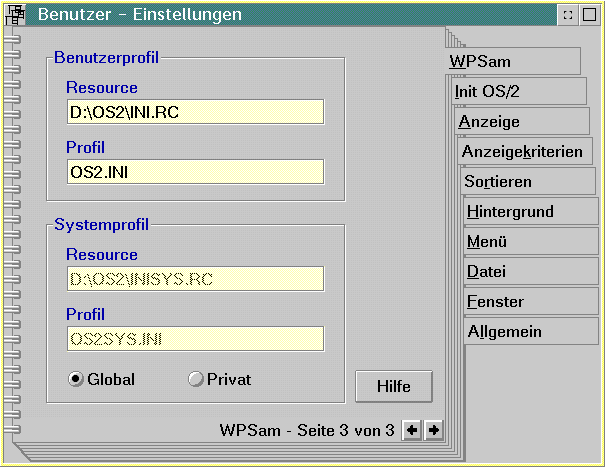 Benutzer – Einstellungen
Benutzerprofil
Resource
D:\OS2\INI.RC
Profil
OS2.INI
Systemprofil
Resource
D:\OS2\INISYS.RC
Profil
OS2SYS.INI
Global
Privat
Hilfe
WPSam - Seite 3 von 3
WPSam
Init OS/2
Anzeige
Anzeigekriterien
Sortieren
Hintergrund
Menü
Datei
Fenster
Allgemein